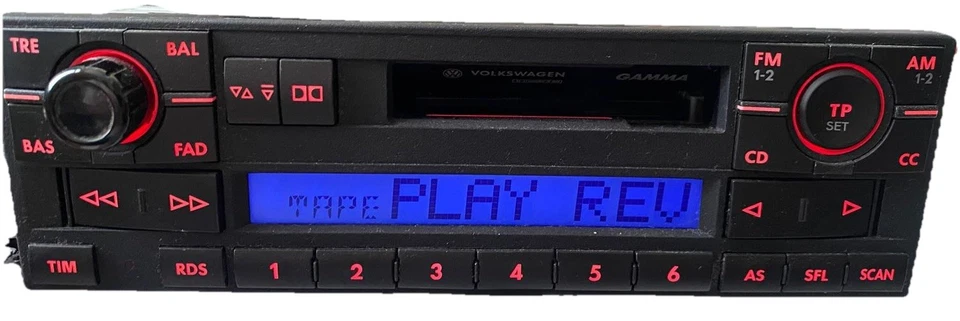 TRE
BAL
BAS
FAD
VOLKSWAGEN
GAMMA
FM
1-2
AM
1-2
TP
SET
CD
CC
TAPE PLAY REV
TIM
RDS
1
2
3
4
5
6
AS
SFL
SCAN